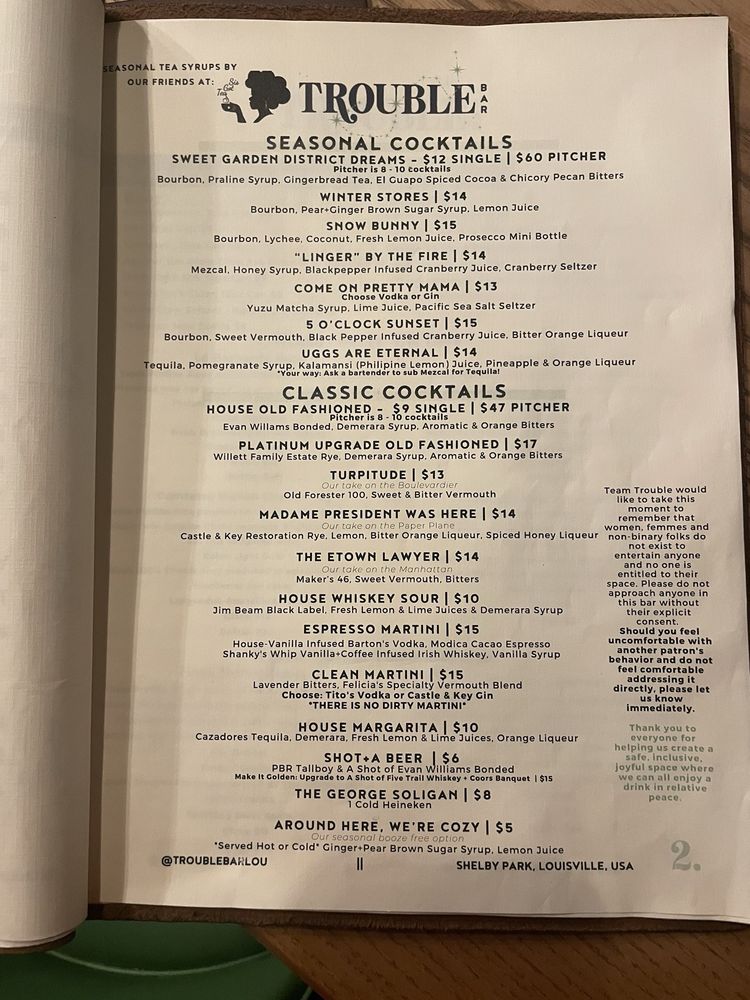 SEASONAL TEA SYRUPS BY
OUR FRIENDS AT:
Sis
Got
Tea
TROUBLE
BAR
SEASONAL COCKTAILS
SWEET GARDEN DISTRICT DREAMS - $12 SINGLE | $60 PITCHER
Pitcher is 8 - 10 cocktails
Bourbon, Praline Syrup, Gingerbread Tea, El Guapo Spiced Cocoa & Chicory Pecan Bitters
WINTER STORES | $14
Bourbon, Pear+Ginger Brown Sugar Syrup, Lemon Juice
SNOW BUNNY | $15
Bourbon, Lychee, Coconut, Fresh Lemon Juice, Prosecco Mini Bottle
"LINGER" BY THE FIRE | $14
Mezcal, Honey Syrup, Blackpepper Infused Cranberry Juice, Cranberry Seltzer
COME ON PRETTY MAMA | $13
Choose Vodka or Gin
Yuzu Matcha Syrup, Lime Juice, Pacific Sea Salt Seltzer
5 O'CLOCK SUNSET | $15
Bourbon, Sweet Vermouth, Black Pepper Infused Cranberry Juice, Bitter Orange Liqueur
UGGS ARE ETERNAL | $14
Tequila, Pomegranate Syrup, Kalamansi (Philipine Lemon) Juice, Pineapple & Orange Liqueur
*Your way: Ask a bartender to sub Mezcal for Tequila!
CLASSIC COCKTAILS
HOUSE OLD FASHIONED - $9 SINGLE | $47 PITCHER
Pitcher is 8 - 10 cocktails
Evan Willams Bonded, Demerara Syrup, Aromatic & Orange Bitters
PLATINUM UPGRADE OLD FASHIONED | $17
Willett Family Estate Rye, Demerara Syrup, Aromatic & Orange Bitters
TURPITUDE | $13
Our take on the Boulevardier
Old Forester 100, Sweet & Bitter Vermouth
MADAME PRESIDENT WAS HERE | $14
Our take on the Paper Plane
Castle & Key Restoration Rye, Lemon, Bitter Orange Liqueur, Spiced Honey Liqueur
THE ETOWN LAWYER | $14
Our take on the Manhattan
Maker's 46, Sweet Vermouth, Bitters
HOUSE WHISKEY SOUR | $10
Jim Beam Black Label, Fresh Lemon & Lime Juices & Demerara Syrup
ESPRESSO MARTINI | $15
House-Vanilla Infused Barton's Vodka, Modica Cacao Espresso
Shanky's Whip Vanilla+Coffee Infused Irish Whiskey, Vanilla Syrup
CLEAN MARTINI | $15
Lavender Bitters, Felicia's Specialty Vermouth Blend
Choose: Tito's Vodka or Castle & Key Gin
*THERE IS NO DIRTY MARTINI*
HOUSE MARGARITA | $10
Cazadores Tequila, Demerara, Fresh Lemon & Lime Juices, Orange Liqueur
SHOT+A BEER | $6
PBR Tallboy & A Shot of Evan Williams Bonded
Make It Golden: Upgrade to A Shot of Five Trail Whiskey + Coors Banquet | $15
THE GEORGE SOLIGAN | $8
1 Cold Heineken
AROUND HERE, WE'RE COZY | $5
Our seasonal booze free option
*Served Hot or Cold* Ginger+Pear Brown Sugar Syrup, Lemon Juice
Team Trouble would
like to take this
moment to
remember that
women, femmes and
non-binary folks do
not exist to
entertain anyone
and no one is
entitled to their
space. Please do not
approach anyone in
this bar without
their explicit
consent.
Should you feel
uncomfortable with
another patron's
behavior and do not
feel comfortable
addressing it
directly, please let
us know
immediately.
Thank you to
everyone for
helping us create a
safe, inclusive,
joyful space where
we can all enjoy a
drink in relative
peace.
@TROUBLEBARLOU
||
SHELBY PARK, LOUISVILLE, USA
2.